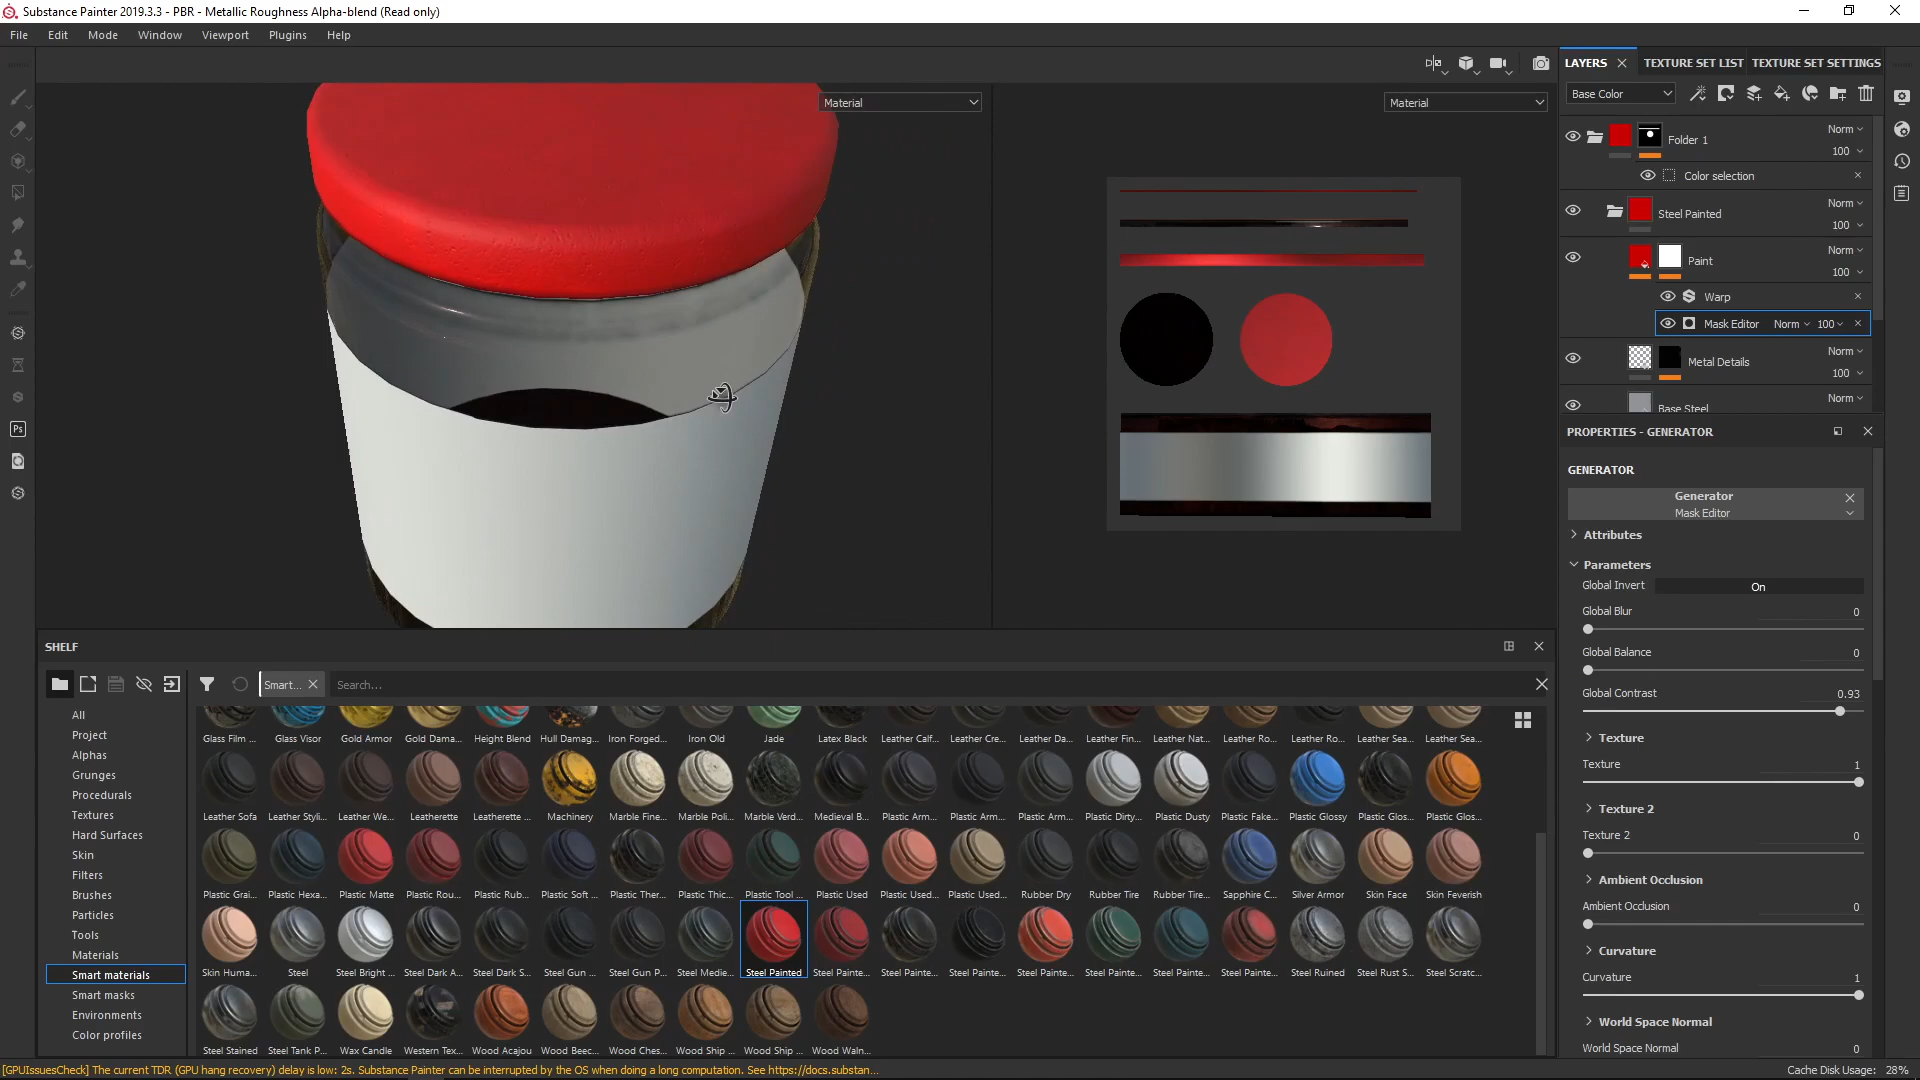 Substance Painter 2019.3.3 - PBR - Metallic Roughness Alpha-blend (Read only)
File Edit Mode Window Viewport Plugins Help
Material
Material
LAYERS TEXTURE SET LIST TEXTURE SET SETTINGS
Base Color
Folder 1 Norm 100
Color selection
Steel Painted Norm 100
Paint Norm 100
Warp
Mask Editor Norm 100
Metal Details Norm 100
Base Steel Norm
PROPERTIES - GENERATOR
GENERATOR
Generator
Mask Editor
Attributes
Parameters
Global Invert On
Global Blur 0
Global Balance 0
Global Contrast 0.93
Texture
Texture 1
Texture 2
Texture 2 0
Ambient Occlusion
Ambient Occlusion 0
Curvature
Curvature 1
World Space Normal
World Space Normal 0
SHELF
Smart... Search...
All
Project
Alphas
Grunges
Procedurals
Textures
Hard Surfaces
Skin
Filters
Brushes
Particles
Tools
Materials
Smart materials
Smart masks
Environments
Color profiles
Glass Film ... Glass Visor Gold Armor Gold Dama... Height Blend Hull Damag... Iron Forged... Iron Old Jade Latex Black Leather Calf... Leather Cre... Leather Da... Leather Fin... Leather Nat... Leather Ro... Leather Ro... Leather Sea... Leather Sea...
Leather Sofa Leather Styli... Leather We... Leatherette Leatherette ... Machinery Marble Fine... Marble Poli... Marble Verd... Medieval B... Plastic Arm... Plastic Arm... Plastic Arm... Plastic Dirty... Plastic Dusty Plastic Fake... Plastic Glossy Plastic Glos... Plastic Glos...
Plastic Grai... Plastic Hexa... Plastic Matte Plastic Rou... Plastic Rub... Plastic Soft ... Plastic Ther... Plastic Thic... Plastic Tool ... Plastic Used Plastic Used... Plastic Used... Rubber Dry Rubber Tire Rubber Tire... Sapphire C... Silver Armor Skin Face Skin Feverish
Skin Huma... Steel Steel Bright ... Steel Dark A... Steel Dark S... Steel Gun ... Steel Gun P... Steel Medie... Steel Painted Steel Painte... Steel Painte... Steel Painte... Steel Painte... Steel Painte... Steel Painte... Steel Painte... Steel Ruined Steel Rust S... Steel Scratc...
Steel Stained Steel Tank P... Wax Candle Western Tex... Wood Acajou Wood Beec... Wood Ches... Wood Ship ... Wood Ship ... Wood Waln...
[GPUIssuesCheck] The current TDR (GPU hang recovery) delay is low: 2s. Substance Painter can be interrupted by the OS when doing a long computation. See https://docs.substan...
Cache Disk Usage: 28%
Ps